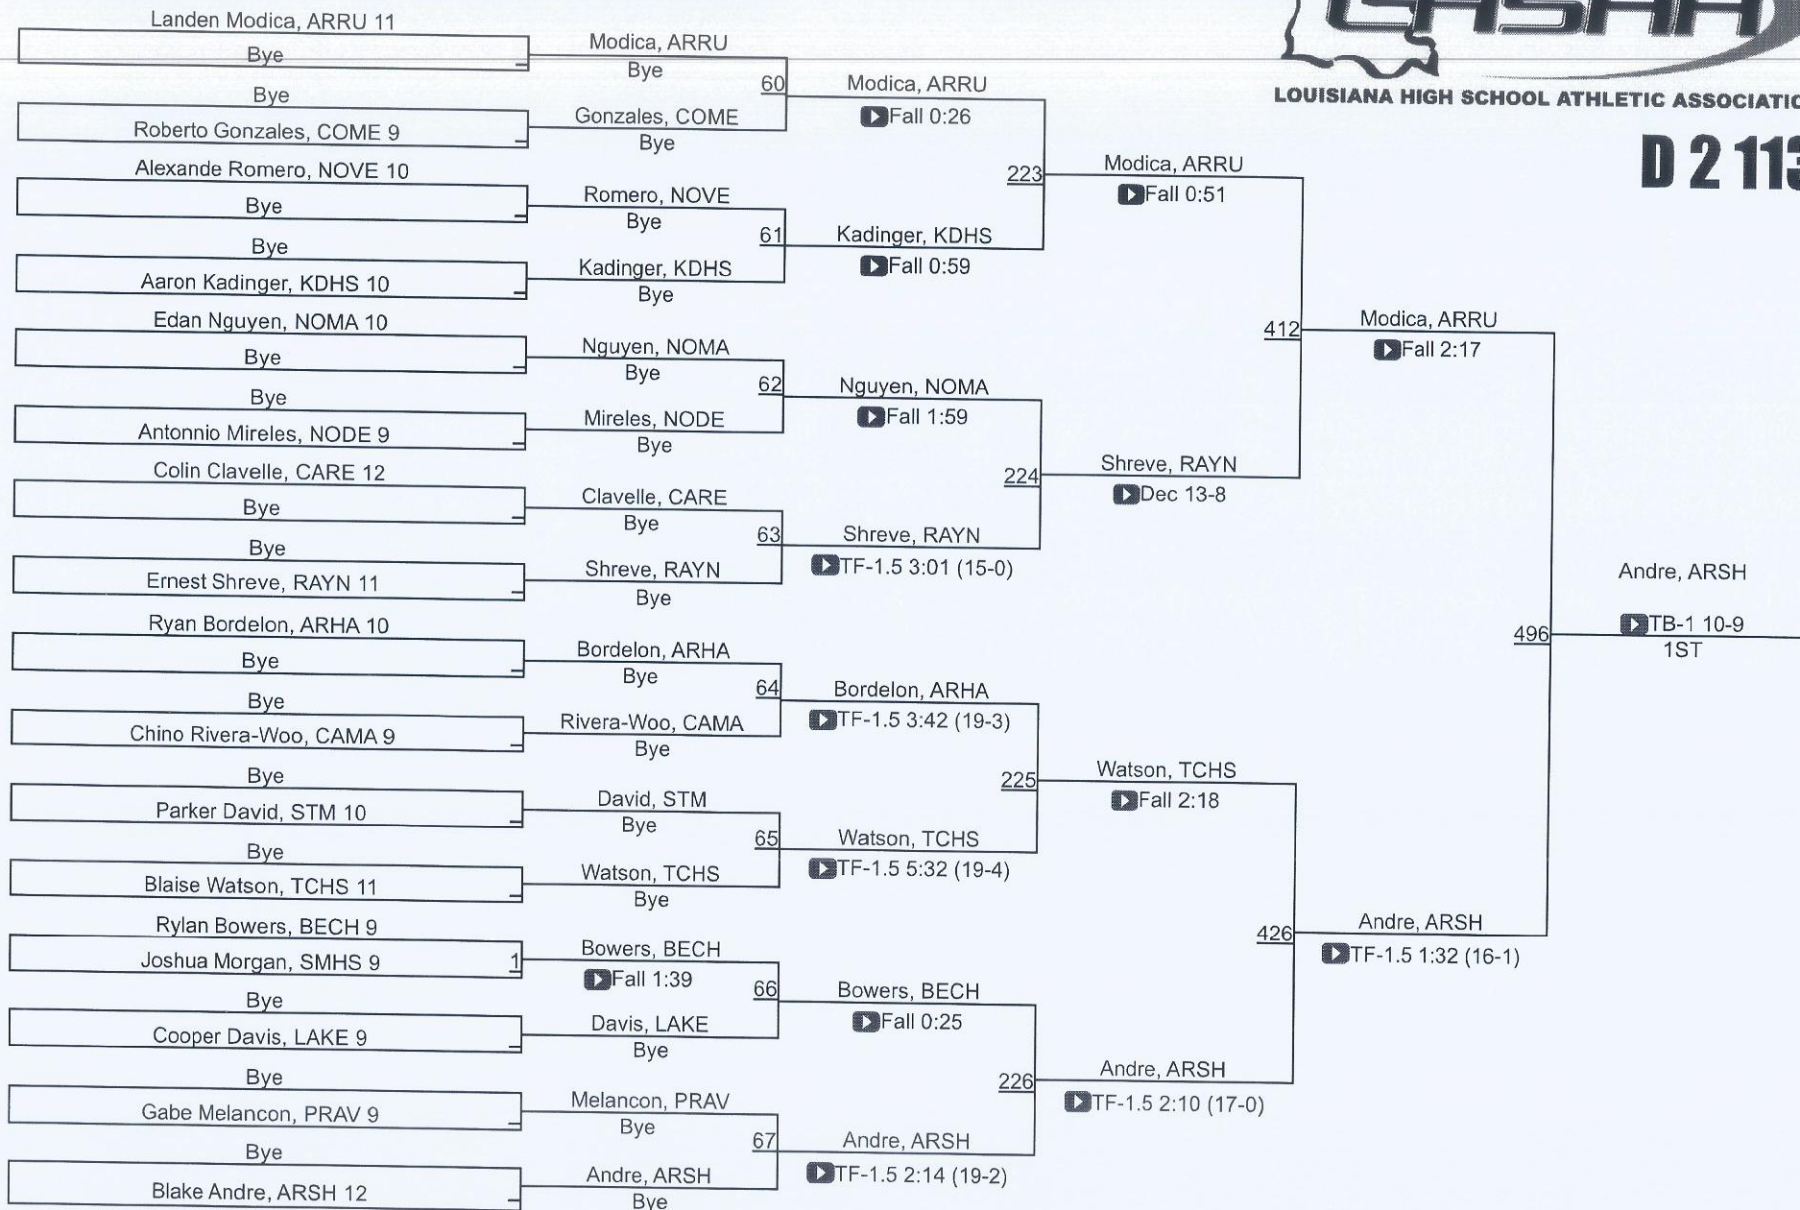 LHSAA
LOUISIANA HIGH SCHOOL ATHLETIC ASSOCIATIO
D 2 113
Landen Modica, ARRU 11
Bye
Bye
Roberto Gonzales, COME 9
Alexande Romero, NOVE 10
Bye
Bye
Aaron Kadinger, KDHS 10
Edan Nguyen, NOMA 10
Bye
Bye
Antonnio Mireles, NODE 9
Colin Clavelle, CARE 12
Bye
Bye
Ernest Shreve, RAYN 11
Ryan Bordelon, ARHA 10
Bye
Bye
Chino Rivera-Woo, CAMA 9
Bye
Parker David, STM 10
Bye
Blaise Watson, TCHS 11
Rylan Bowers, BECH 9
Joshua Morgan, SMHS 9
1
Bye
Cooper Davis, LAKE 9
Bye
Gabe Melancon, PRAV 9
Bye
Blake Andre, ARSH 12
Modica, ARRU
Bye
60
Gonzales, COME
Bye
Romero, NOVE
Bye
61
Kadinger, KDHS
Bye
Nguyen, NOMA
Bye
62
Mireles, NODE
Bye
Clavelle, CARE
Bye
63
Shreve, RAYN
Bye
Bordelon, ARHA
Bye
64
Rivera-Woo, CAMA
Bye
David, STM
Bye
65
Watson, TCHS
Bye
Bowers, BECH
Fall 1:39
66
Davis, LAKE
Bye
Melancon, PRAV
Bye
67
Andre, ARSH
Bye
Modica, ARRU
Fall 0:26
223
Kadinger, KDHS
Fall 0:59
Nguyen, NOMA
Fall 1:59
224
Shreve, RAYN
TF-1.5 3:01 (15-0)
Bordelon, ARHA
TF-1.5 3:42 (19-3)
225
Watson, TCHS
TF-1.5 5:32 (19-4)
Bowers, BECH
Fall 0:25
226
Andre, ARSH
TF-1.5 2:14 (19-2)
Modica, ARRU
Fall 0:51
412
Shreve, RAYN
Dec 13-8
Watson, TCHS
Fall 2:18
426
Andre, ARSH
TF-1.5 2:10 (17-0)
Modica, ARRU
Fall 2:17
496
Andre, ARSH
TF-1.5 1:32 (16-1)
Andre, ARSH
TB-1 10-9
1ST